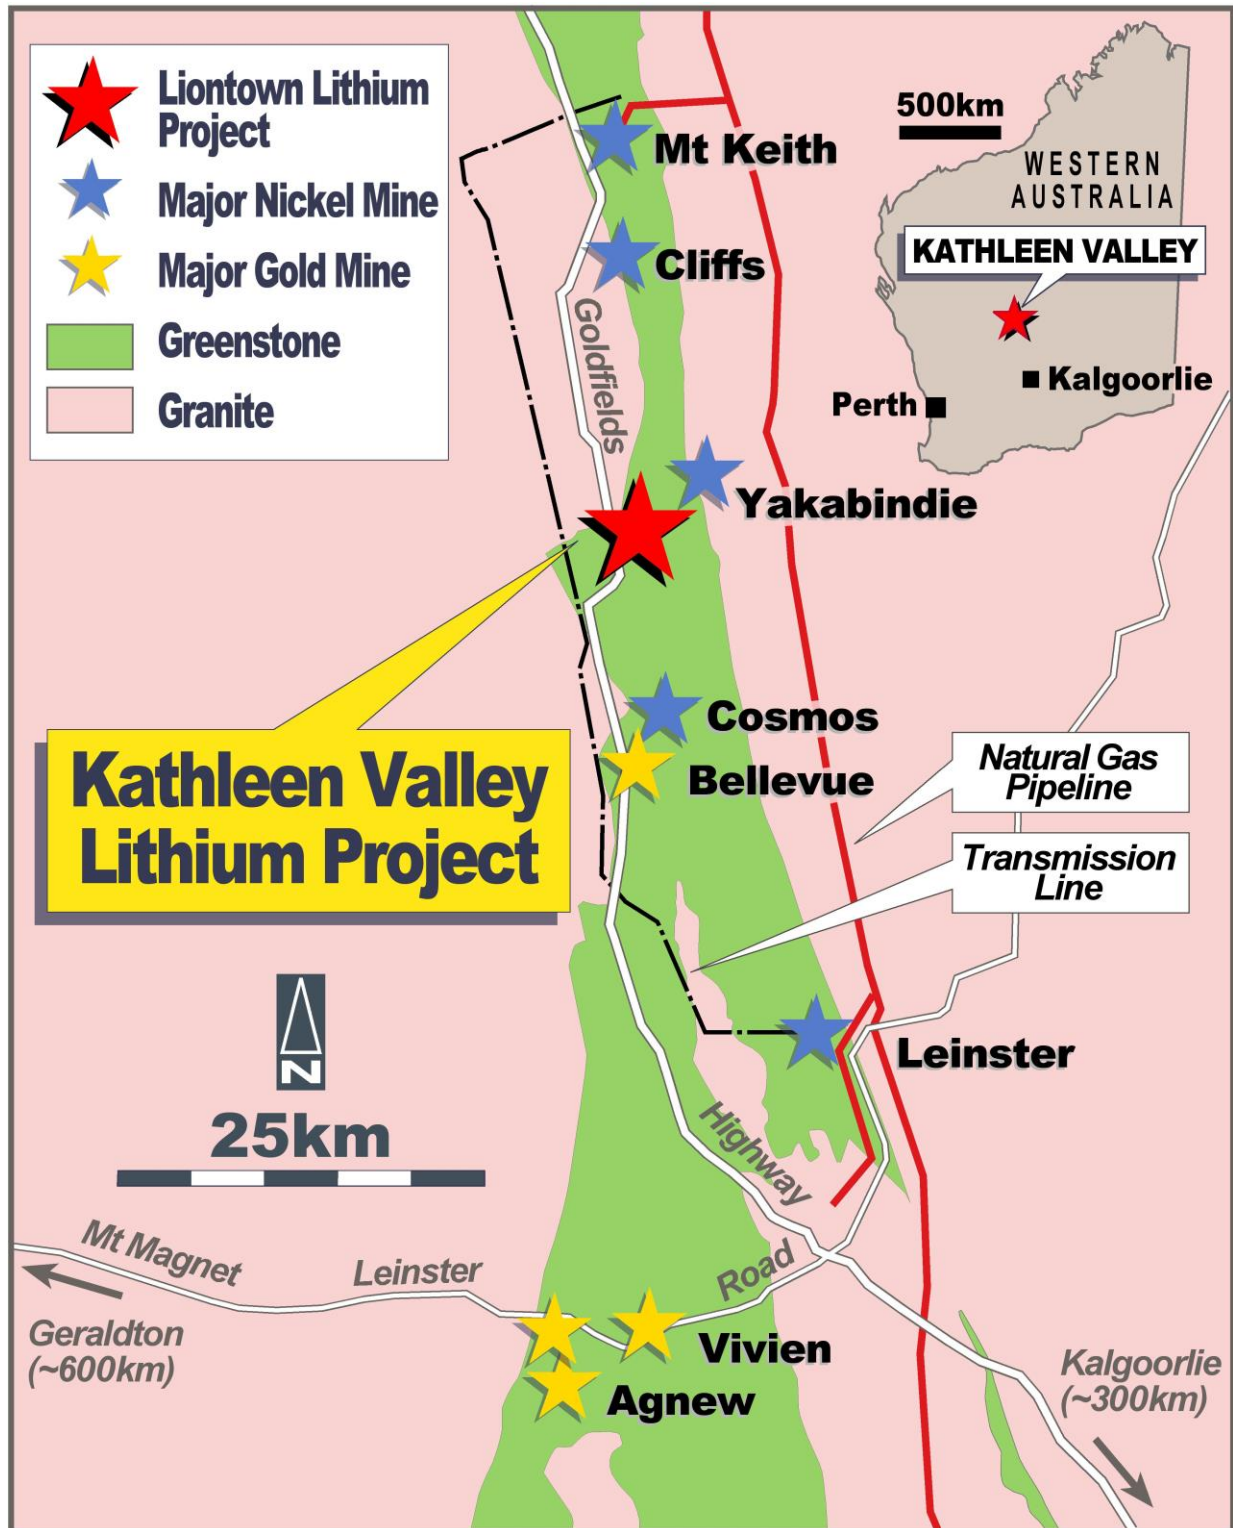 Liontown Lithium
Project
Major Nickel Mine
Major Gold Mine
Greenstone
Granite
500km
WESTERN
AUSTRALIA
KATHLEEN VALLEY
Kalgoorlie
Perth
Mt Keith
Cliffs
Goldfields
Yakabindie
Cosmos
Bellevue
Kathleen Valley
Lithium Project
Natural Gas
Pipeline
Transmission
Line
Leinster
N
25km
Highway
Mt Magnet
Leinster
Road
Geraldton
(~600km)
Vivien
Agnew
Kalgoorlie
(~300km)